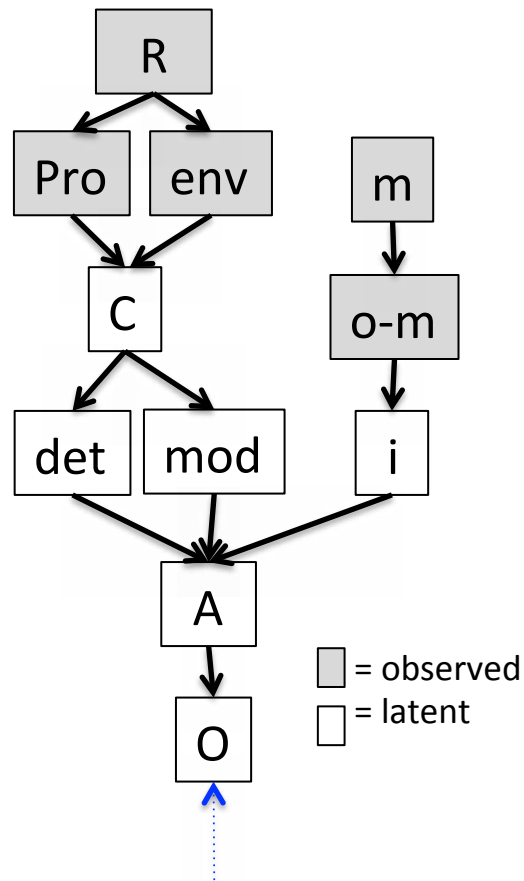 R
Pro env
m
C
o-m
det mod
i
A
= observed
= latent
O